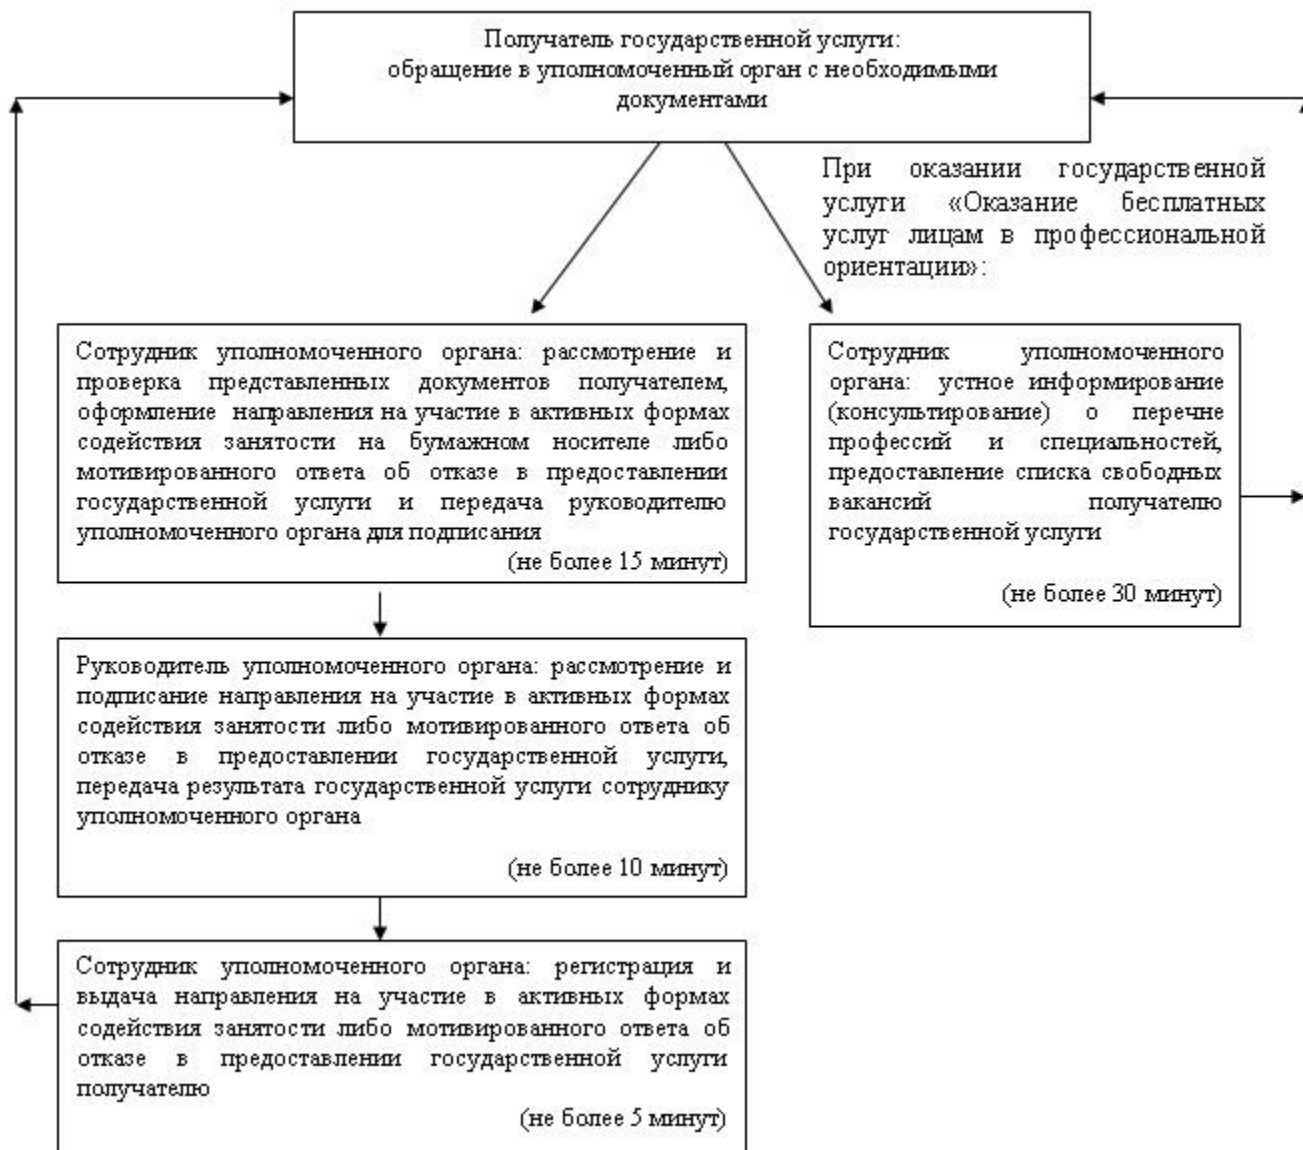 Получатель государственной услуги:
обращение в уполномоченный орган с необходимыми
документами
При оказании государственной
услуги «Оказание бесплатных
услуг лицам в профессиональной
ориентации»:
Сотрудник уполномоченного органа: рассмотрение и
проверка представленных документов получателем,
оформление направления на участие в активных формах
содействия занятости на бумажном носителе либо
мотивированного ответа об отказе в предоставлении
государственной услуги и передача руководителю
уполномоченного органа для подписания
(не более 15 минут)
Сотрудник уполномоченного
органа: устное информирование
(консультирование) о перечне
профессий и специальностей,
предоставление списка свободных
вакансий получателю
государственной услуги
(не более 30 минут)
Руководитель уполномоченного органа: рассмотрение и
подписание направления на участие в активных формах
содействия занятости либо мотивированного ответа об
отказе в предоставлении государственной услуги,
передача результата государственной услуги сотруднику
уполномоченного органа
(не более 10 минут)
Сотрудник уполномоченного органа: регистрация и
выдача направления на участие в активных формах
содействия занятости либо мотивированного ответа об
отказе в предоставлении государственной услуги
получателю
(не более 5 минут)